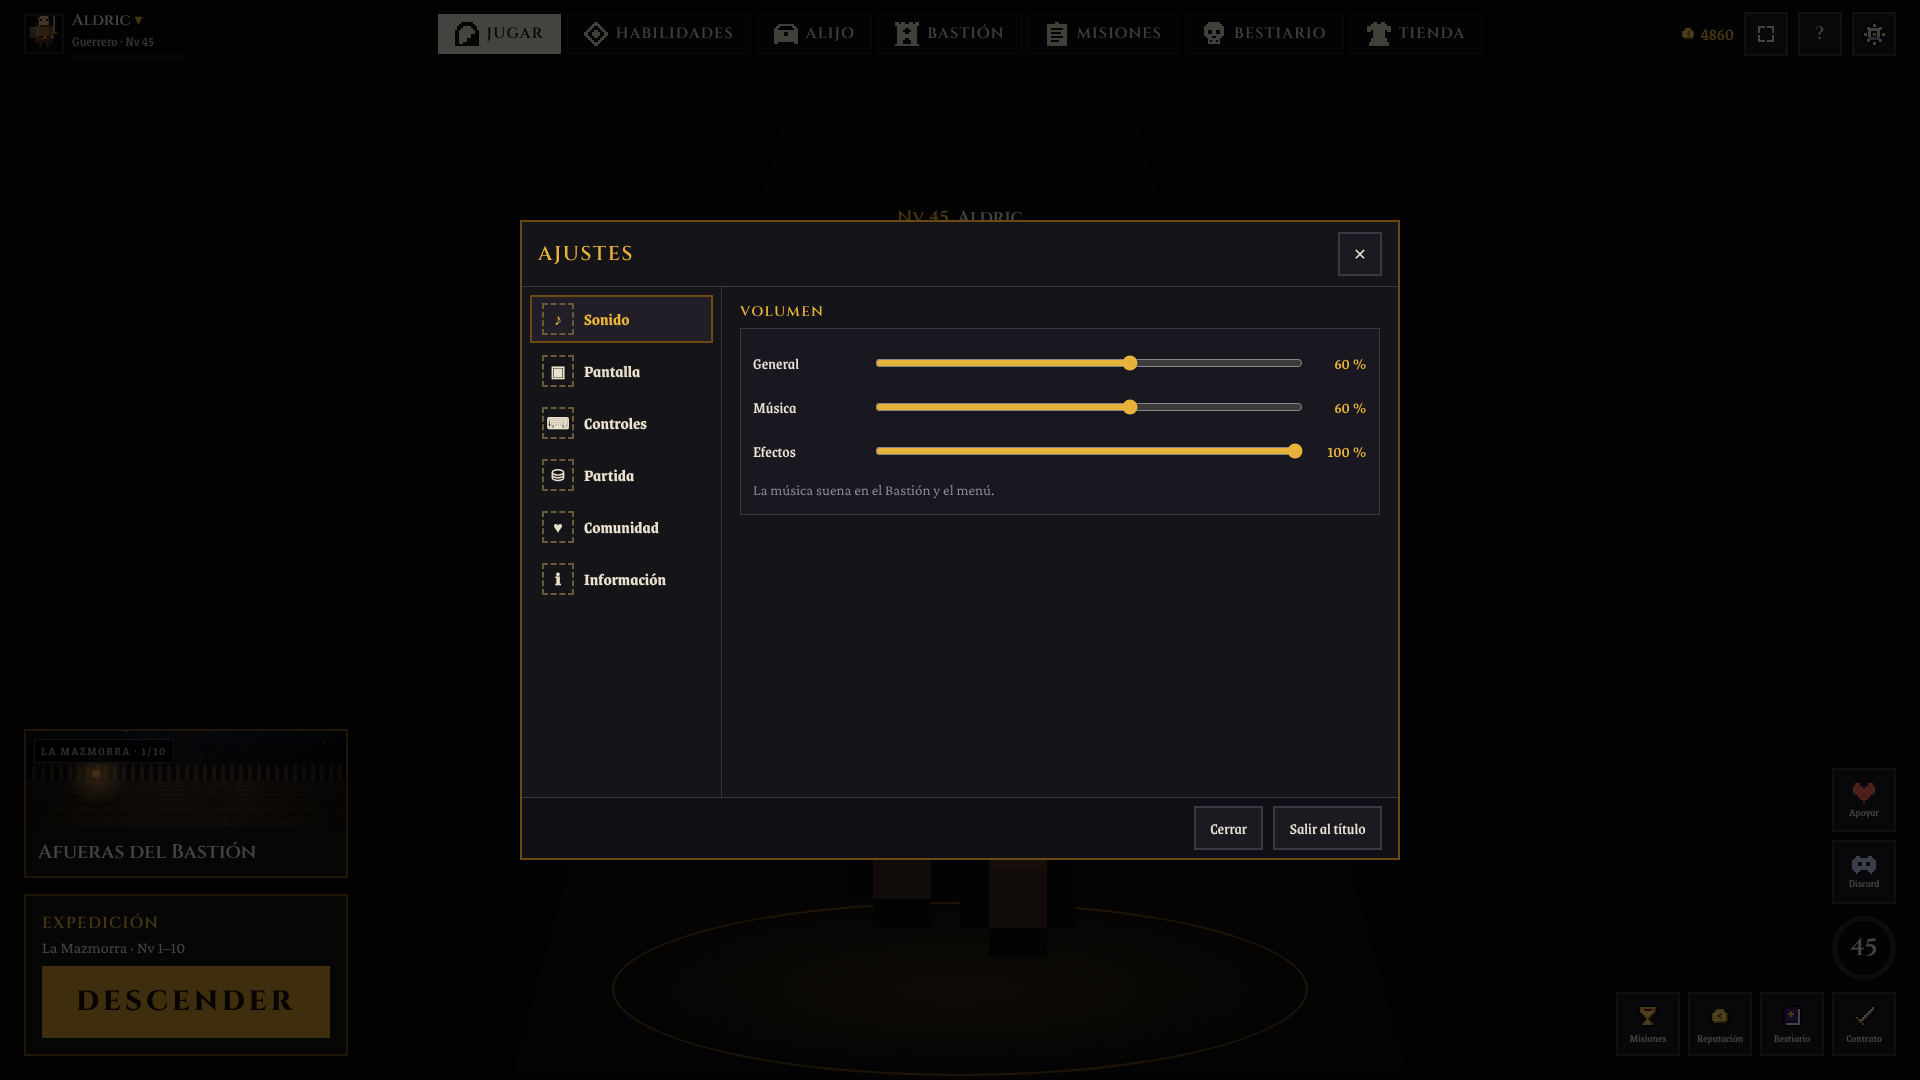 ALDRIC ▼
Guerrero · Nv 45
JUGAR
HABILIDADES
ALIJO
BASTIÓN
MISIONES
BESTIARIO
TIENDA
4860
?
Nv 45 ALDRIC
AJUSTES
×
♪ Sonido
Pantalla
Controles
Partida
♥ Comunidad
ℹ Información
VOLUMEN
General 60 %
Música 60 %
Efectos 100 %
La música suena en el Bastión y el menú.
Cerrar
Salir al título
LA MAZMORRA · 1/10
AFUERAS DEL BASTIÓN
EXPEDICIÓN
La Mazmorra · Nv 1–10
DESCENDER
Apoyar
Discord
45
Misiones
Reputación
Bestiario
Contrato